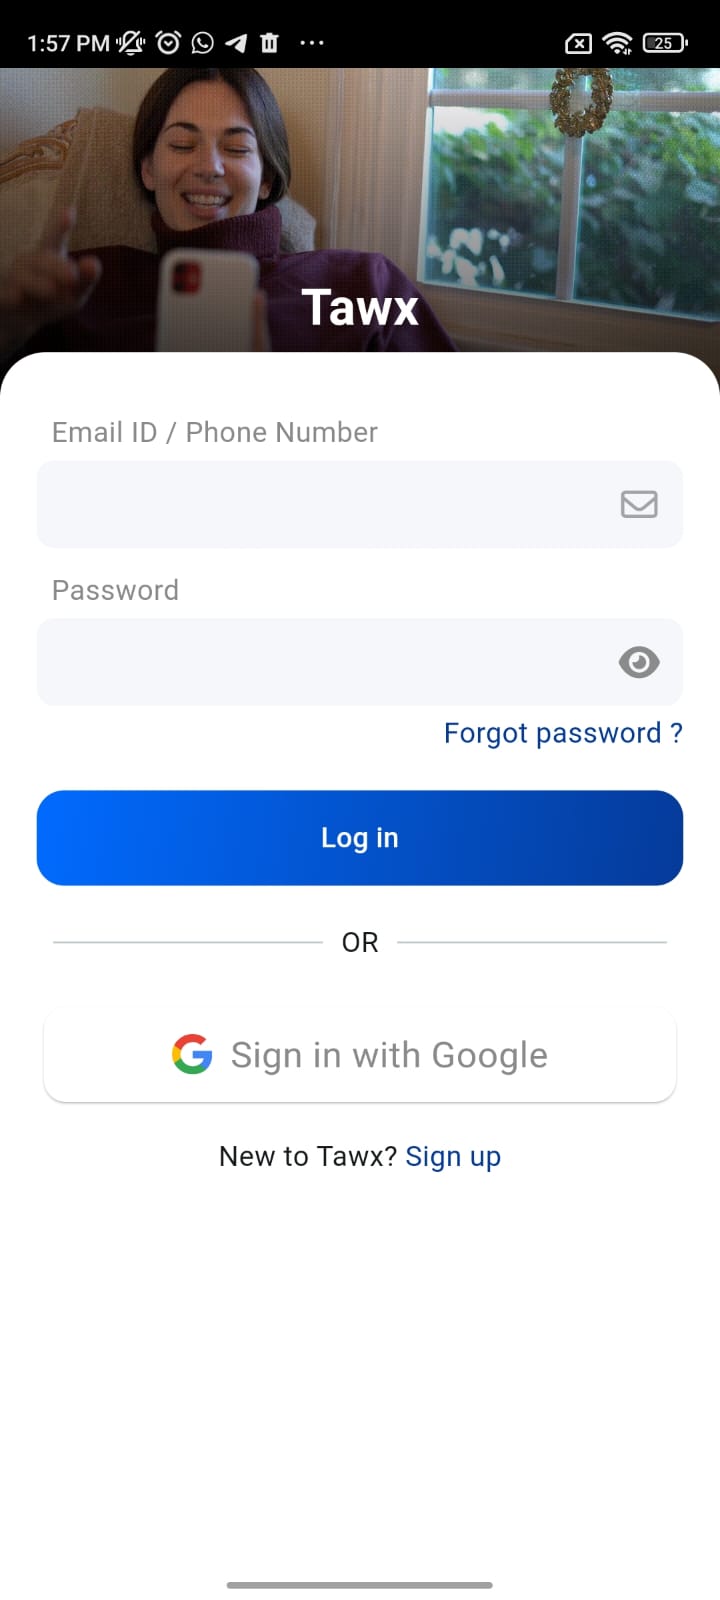 1:57 PM
25
Tawx
Email ID / Phone Number
Password
Forgot password ?
Log in
OR
Sign in with Google
New to Tawx? Sign up